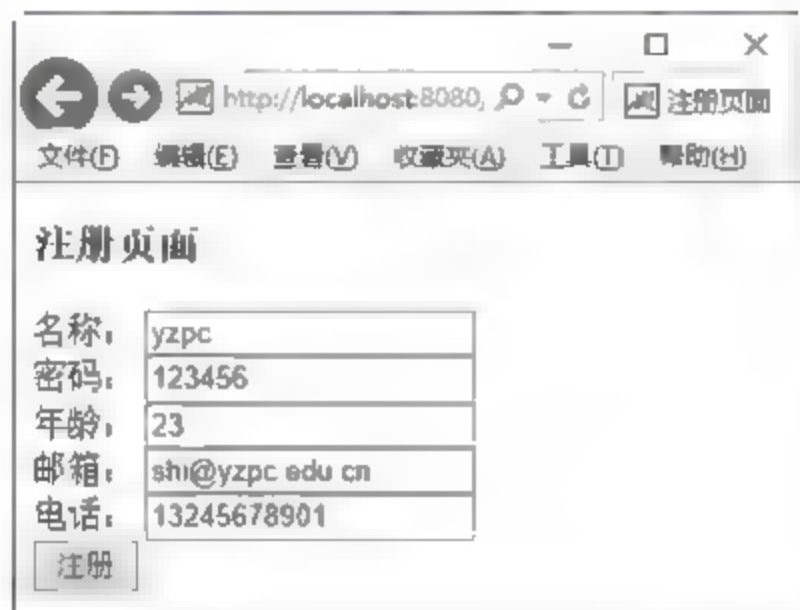 http://localhost:8080, 注册页面
文件(F) 编辑(E) 查看(V) 收藏夹(A) 工具(T) 帮助(H)
注册页面
名称： yzpc
密码： 123456
年龄： 23
邮箱： shi@yzpc edu cn
电话： 13245678901
注册